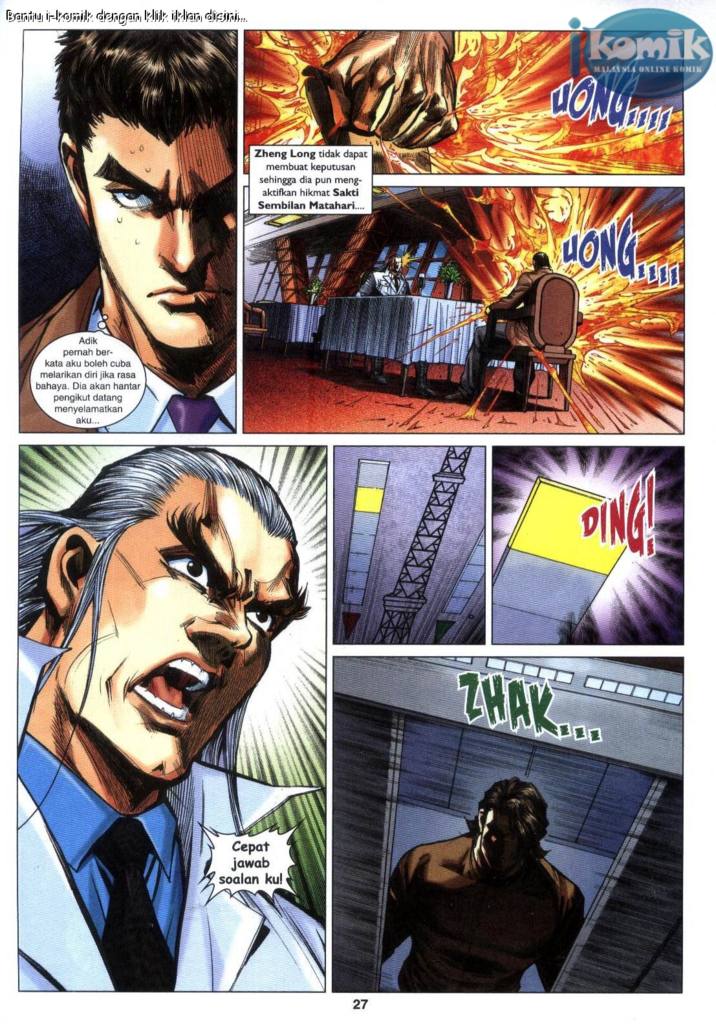 Bantu i-komik dengan klik iklan disini...
ikomik
MALAYSIA ONLINE KOMIK
UONG....
Zheng Long tidak dapat
membuat keputusan
sehingga dia pun meng-
aktifkan hikmat Sakti
Sembilan Matahari....
UONG....
Adik
pernah ber-
kata aku boleh cuba
melarikan diri jika rasa
bahaya. Dia akan hantar
pengikut datang
menyelamatkan
aku...
DING!
Cepat
jawab
soalan ku!
ZHAK...
27